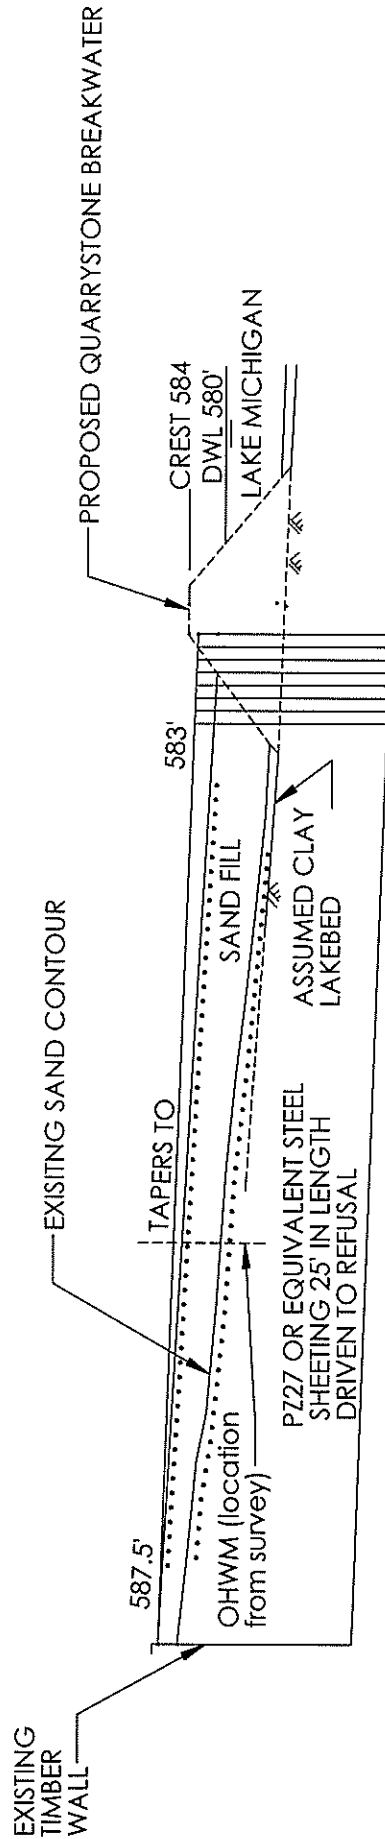 EXISTING
TIMBER
WALL
587.5'
EXISITNG SAND CONTOUR
TAPERS TO
583'
PROPOSED QUARRYSTONE BREAKWATER
CREST 584
DWL 580'
LAKE MICHIGAN
SAND FILL
OHWM (location
from survey)
PZ27 OR EQUIVALENT STEEL
SHEETING 25' IN LENGTH
DRIVEN TO REFUSAL
ASSUMED CLAY
LAKEBED